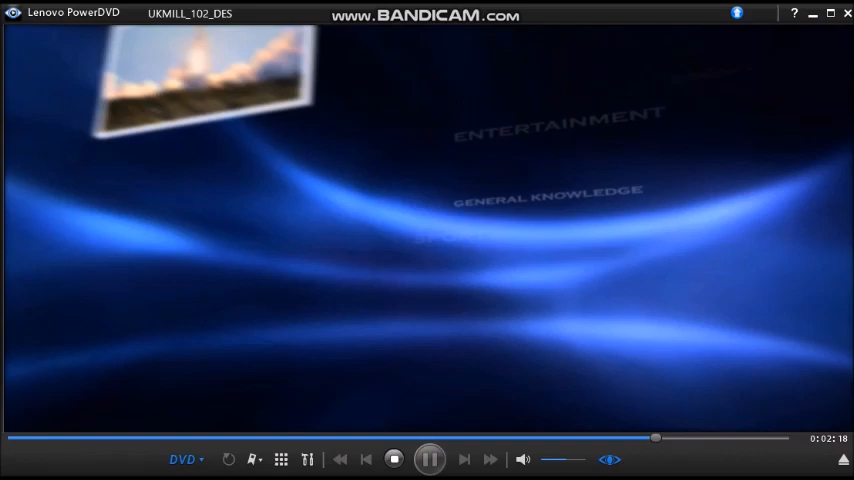 Lenovo PowerDVD
UKMILL_102_DES
www.BANDICAM.com
?
ENTERTAINMENT
GENERAL KNOWLEDGE
0:02:18
DVD